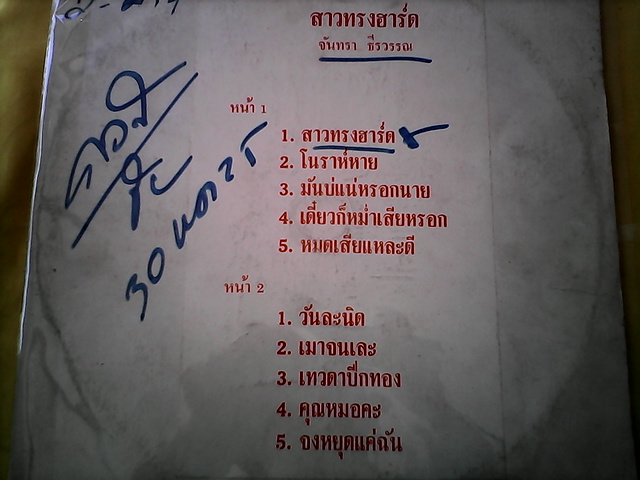 สาวทรงฮาร์ด
จันทรา ธีรวรรณ
หน้า 1
1. สาวทรงฮาร์ด
2. โนราห์หาย
3. มันบ่แน่หรอกนาย
4. เดี๋ยวก็หม่ำเสียหรอก
5. หมดเสียแหละดี
หน้า 2
1. วันละนิด
2. เมาจนเละ
3. เทวดาปีกทอง
4. คุณหมอคะ
5. จงหยุดแค่ฉัน
30